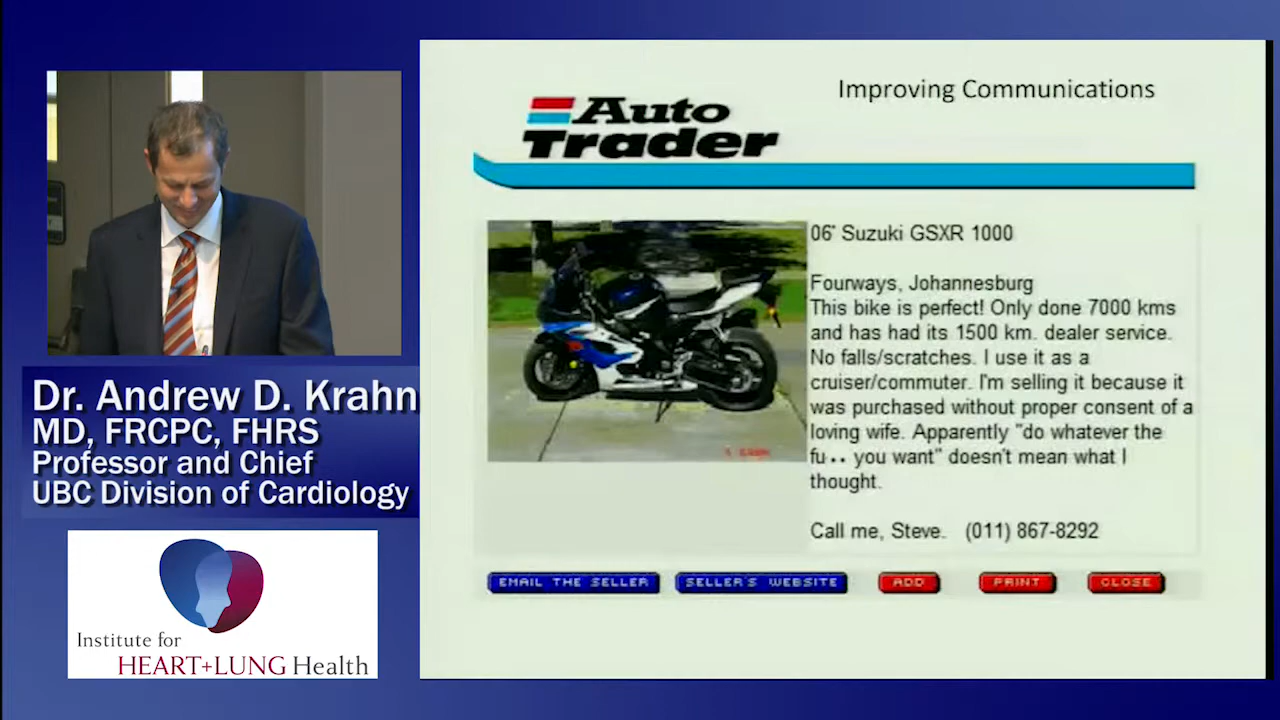 Improving Communications
Auto
Trader
06' Suzuki GSXR 1000
Fourways, Johannesburg
This bike is perfect! Only done 7000 kms
and has had its 1500 km. dealer service.
No falls/scratches. I use it as a
cruiser/commuter. I'm selling it because it
was purchased without proper consent of a
loving wife. Apparently "do whatever the
fu.. you want" doesn't mean what I
thought.
Call me, Steve. (011) 867-8292
EMAIL THE SELLER
SELLER'S WEBSITE
ADD
PRINT
CLOSE
Dr. Andrew D. Krahn
MD, FRCPC, FHRS
Professor and Chief
UBC Division of Cardiology
Institute for
HEART+LUNG Health